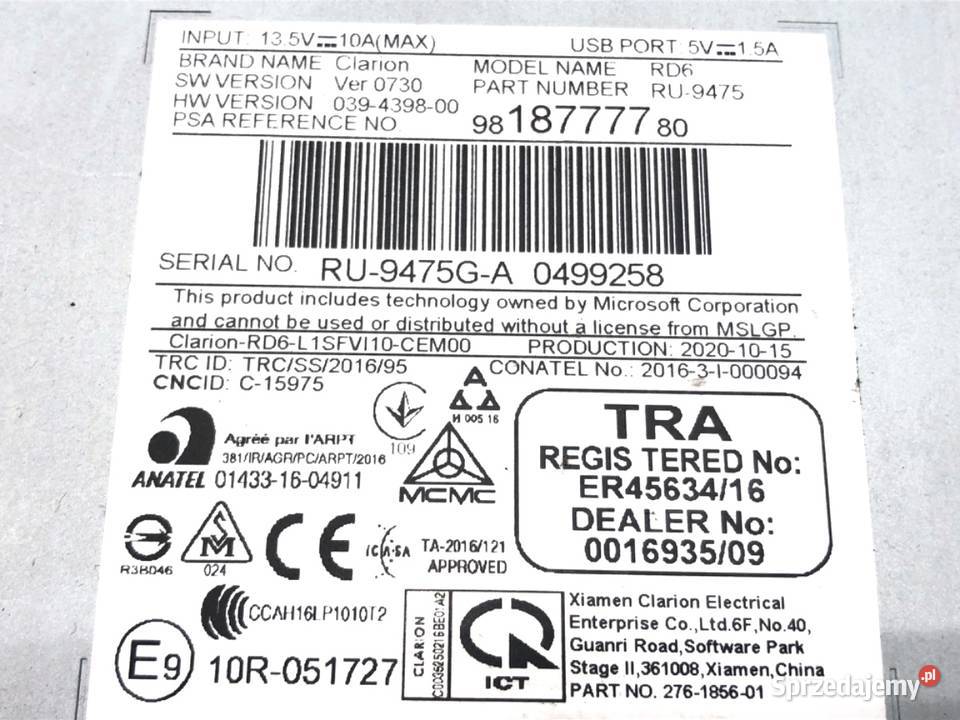 INPUT: 13.5V⎓10A(MAX) USB PORT: 5V⎓1.5A
BRAND NAME Clarion MODEL NAME RD6
SW VERSION Ver 0730 PART NUMBER RU-9475
HW VERSION 039-4398-00
PSA REFERENCE NO 98 187777 80
SERIAL NO. RU-9475G-A 0499258
This product includes technology owned by Microsoft Corporation
and cannot be used or distributed without a license from MSLGP.
Clarion-RD6-L1SFVI10-CEM00 PRODUCTION: 2020-10-15
TRC ID: TRC/SS/2016/95 CONATEL No.: 2016-3-I-000094
CNCID: C-15975
И 005 16
109
Agréé par l'ARPT
381/IR/AGR/PC/ARPT/2016
ANATEL 01433-16-04911
MCMC
TRA
REGIS TERED No:
ER45634/16
DEALER No:
0016935/09
R3B046
SM
024
CE
ICASA
TA-2016/121
APPROVED
CCAH16LP1010T2
E9 10R-051727
CLARION
ICT
Xiamen Clarion Electrical
Enterprise Co.,Ltd.6F,No.40,
Guanri Road,Software Park
Stage II,361008,Xiamen,China
PART NO. 276-1856-01
Sprzedajemy.pl